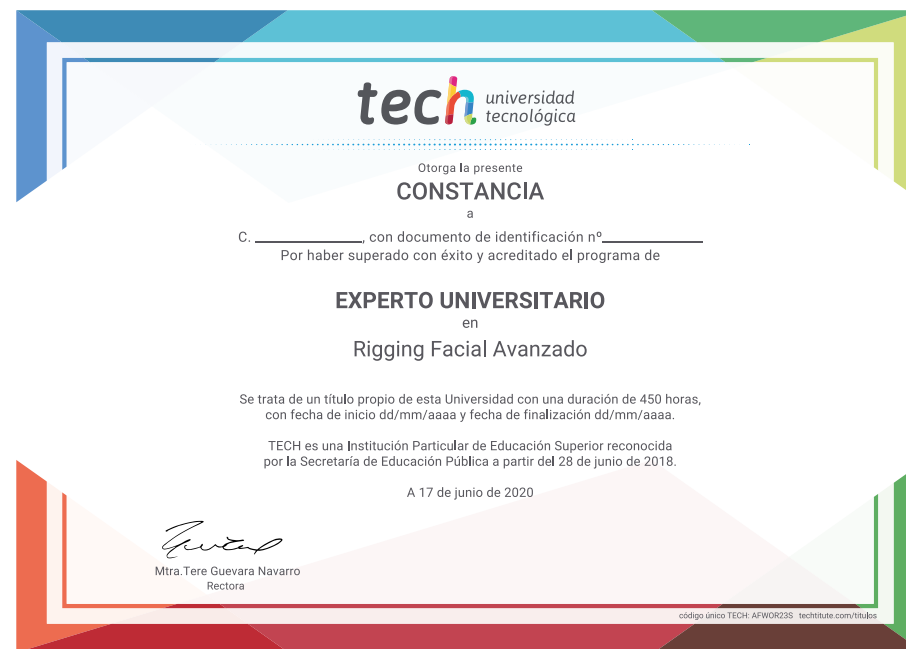 tech universidad
tecnológica
Otorga la presente
CONSTANCIA
a
C. ____________, con documento de identificación nº____________
Por haber superado con éxito y acreditado el programa de
EXPERTO UNIVERSITARIO
en
Rigging Facial Avanzado
Se trata de un título propio de esta Universidad con una duración de 450 horas,
con fecha de inicio dd/mm/aaaa y fecha de finalización dd/mm/aaaa.
TECH es una Institución Particular de Educación Superior reconocida
por la Secretaría de Educación Pública a partir del 28 de junio de 2018.
A 17 de junio de 2020
Mtra.Tere Guevara Navarro
Rectora
código único TECH: AFWOR23S techtitute.com/titulos